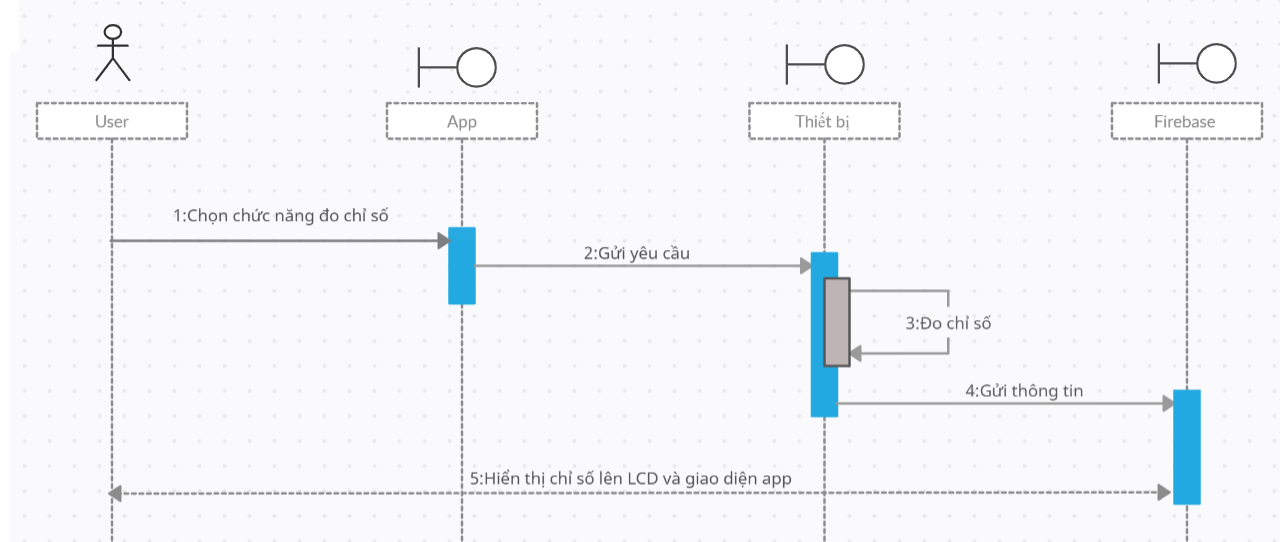 User
App
Thiết bị
Firebase
1:Chọn chức năng đo chỉ số
2:Gửi yêu cầu
3:Đo chỉ số
4:Gửi thông tin
5:Hiển thị chỉ số lên LCD và giao diện app